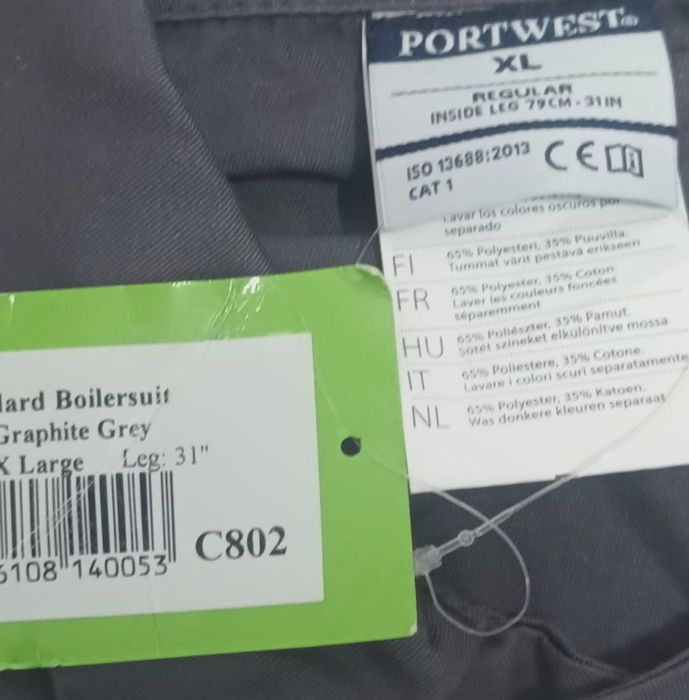 PORTWEST®
XL
REGULAR
INSIDE LEG 79CM - 31IN
ISO 13688:2013 CE
CAT 1
Lavar los colores oscuros por
separado
FI 65% Polyesteri, 35% Puuvilla.
Tummat värit pestävä erikseen
FR 65% Polyester, 35% Coton.
Laver les couleurs foncées
séparemment
HU 65% Poliészter, 35% Pamut.
Sötét színeket elkülönítve mossa
IT 65% Poliestere, 35% Cotone.
Lavare i colori scuri separatamente
NL 65% Polyester, 35% Katoen.
Was donkere kleuren separaat
dard Boilersuit
Graphite Grey
X Large Leg: 31"
C802
6108 140053